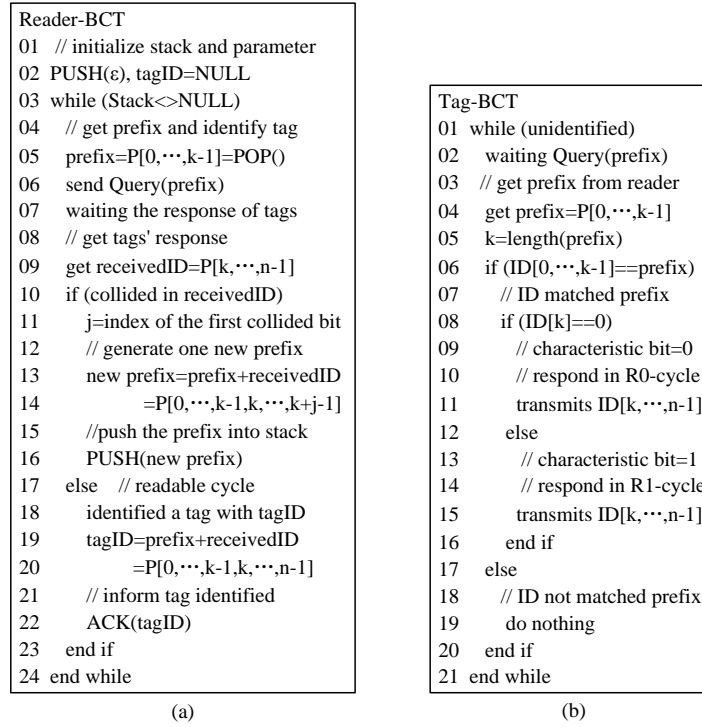 Reader-BCT
01 // initialize stack and parameter
02 PUSH(ε), tagID=NULL
03 while (Stack<>NULL)
04 // get prefix and identify tag
05 prefix=P[0,⋯,k-1]=POP()
06 send Query(prefix)
07 waiting the response of tags
08 // get tags' response
09 get receivedID=P[k,⋯,n-1]
10 if (collided in receivedID)
11 j=index of the first collided bit
12 // generate one new prefix
13 new prefix=prefix+receivedID
14 =P[0,⋯,k-1,k,⋯,k+j-1]
15 //push the prefix into stack
16 PUSH(new prefix)
17 else // readable cycle
18 identified a tag with tagID
19 tagID=prefix+receivedID
20 =P[0,⋯,k-1,k,⋯,n-1]
21 // inform tag identified
22 ACK(tagID)
23 end if
24 end while
(a)
Tag-BCT
01 while (unidentified)
02 waiting Query(prefix)
03 // get prefix from reader
04 get prefix=P[0,⋯,k-1]
05 k=length(prefix)
06 if (ID[0,⋯,k-1]==prefix)
07 // ID matched prefix
08 if (ID[k]==0)
09 // characteristic bit=0
10 // respond in R0-cycle
11 transmits ID[k,⋯,n-1]
12 else
13 // characteristic bit=1
14 // respond in R1-cycle
15 transmits ID[k,⋯,n-1]
16 end if
17 else
18 // ID not matched prefix
19 do nothing
20 end if
21 end while
(b)